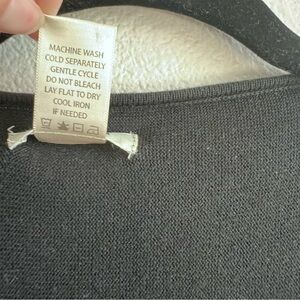 MACHINE WASH
COLD SEPARATELY
GENTLE CYCLE
DO NOT BLEACH
LAY FLAT TO DRY
COOL IRON
IF NEEDED